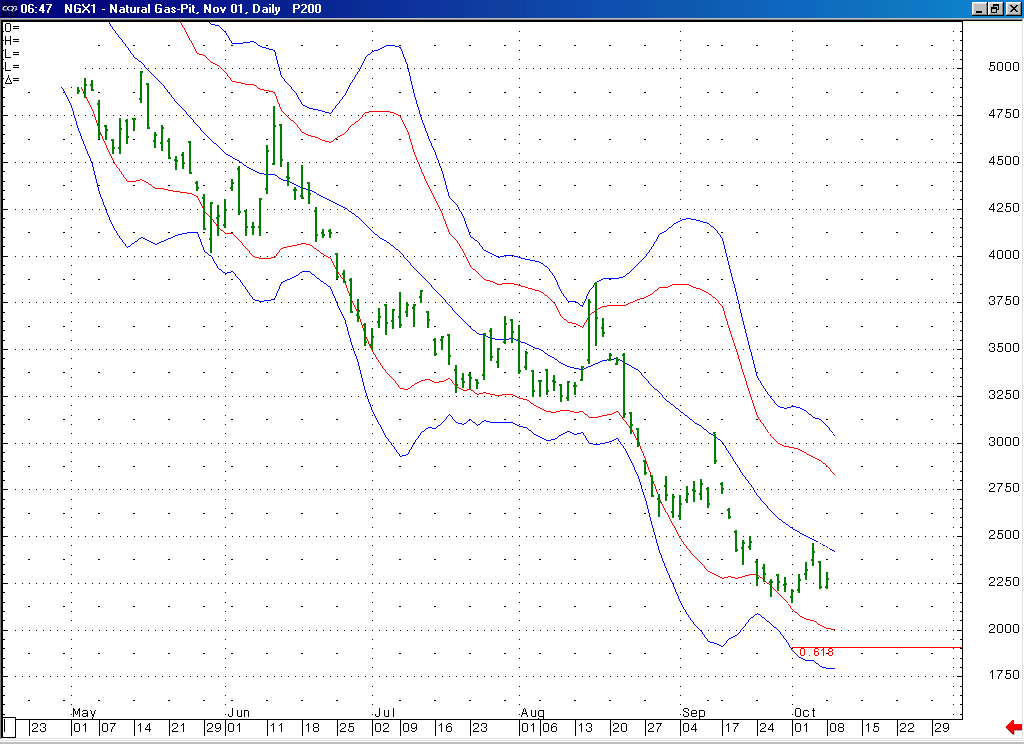 06:47 NGX1 - Natural Gas-Pit, Nov 01, Daily P200
O=
H=
L=
L=
Δ=
5000
4750
4500
4250
4000
3750
3500
3250
3000
2750
2500
2250
2000
0.618
1750
May Jun Jul Aug Sep Oct
23 01 07 14 21 29 01 11 18 25 02 09 16 23 01 06 13 20 27 04 17 24 01 08 15 22 29